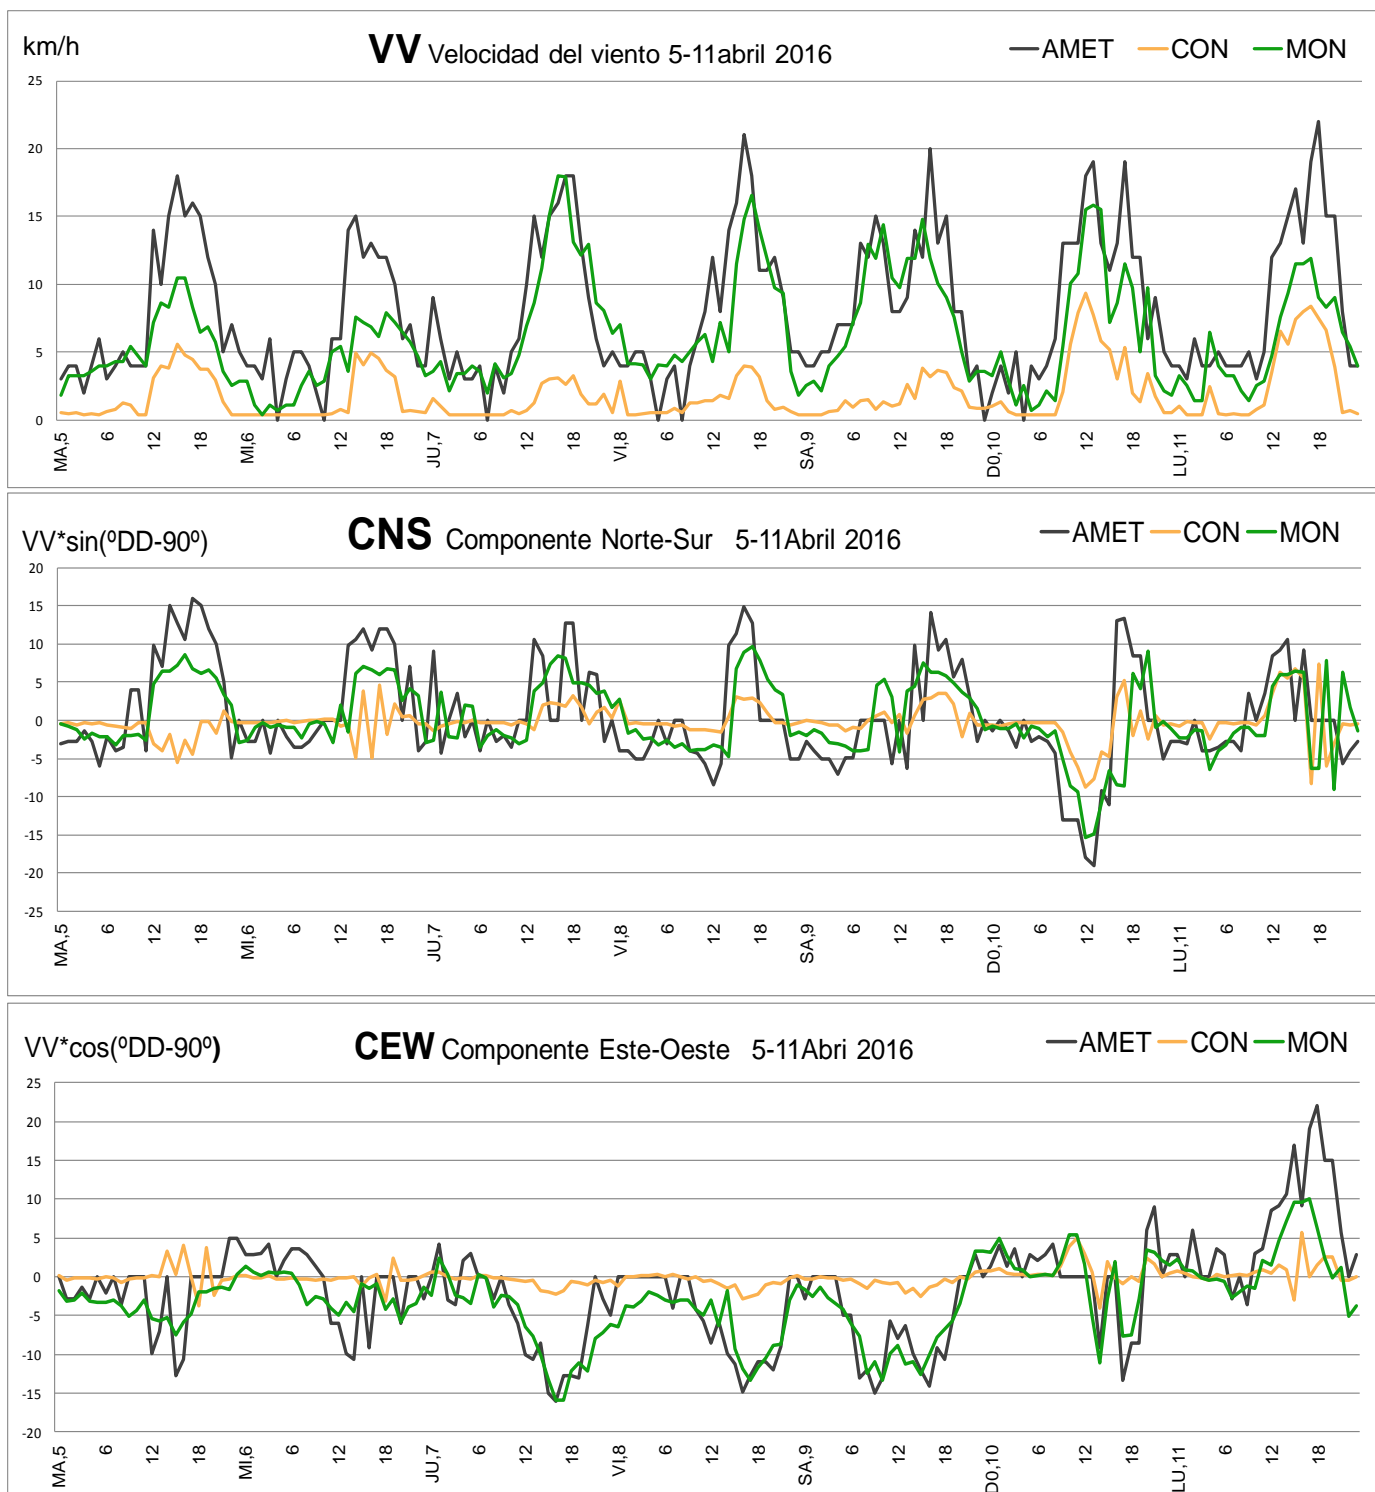 km/h
VV Velocidad del viento 5-11abril 2016
AMET CON MON
25
20
15
10
5
0
MA,5 6 12 18 MI,6 6 12 18 JU,7 6 12 18 VI,8 6 12 18 SA,9 6 12 18 D0,10 6 12 18 LU,11 6 12 18
VV*sin(ºDD-90º)
CNS Componente Norte-Sur 5-11Abril 2016
AMET CON MON
20
15
10
5
0
-5
-10
-15
-20
-25
MA,5 6 12 18 MI,6 6 12 18 JU,7 6 12 18 VI,8 6 12 18 SA,9 6 12 18 D0,10 6 12 18 LU,11 6 12 18
VV*cos(ºDD-90º)
CEW Componente Este-Oeste 5-11Abri 2016
AMET CON MON
25
20
15
10
5
0
-5
-10
-15
-20
MA,5 6 12 18 MI,6 6 12 18 JU,7 6 12 18 VI,8 6 12 18 SA,9 6 12 18 D0,10 6 12 18 LU,11 6 12 18